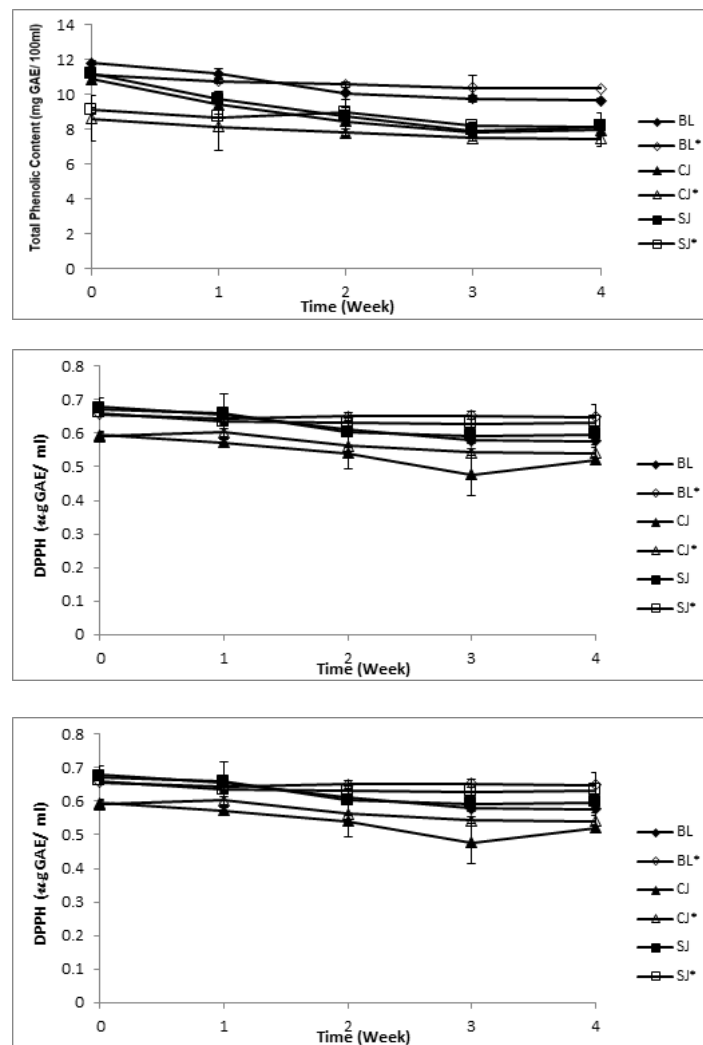 Total Phenolic Content (mg GAE/ 100ml)
14
12
10
8
6
4
2
0
0 1 2 3 4
Time (Week)
BL
BL*
CJ
CJ*
SJ
SJ*
DPPH (µgGAE/ ml)
0.8
0.7
0.6
0.5
0.4
0.3
0.2
0.1
0
0 1 2 3 4
Time (Week)
BL
BL*
CJ
CJ*
SJ
SJ*
DPPH (µgGAE/ ml)
0.8
0.7
0.6
0.5
0.4
0.3
0.2
0.1
0
0 1 2 3 4
Time (Week)
BL
BL*
CJ
CJ*
SJ
SJ*